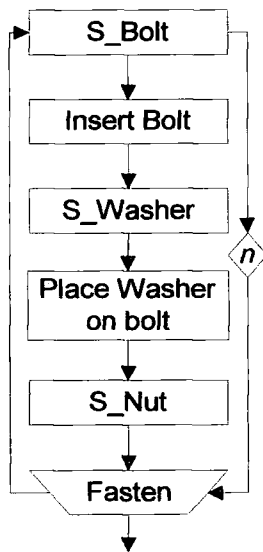 S_Bolt
Insert Bolt
S_Washer
n
Place Washer
on bolt
S_Nut
Fasten